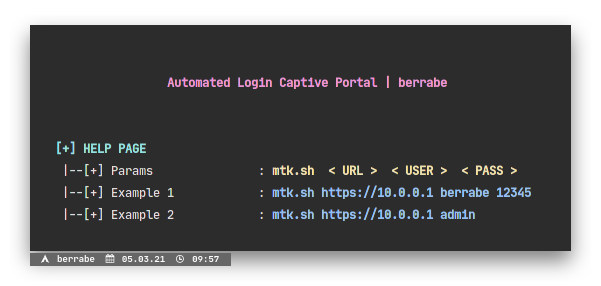 Automated Login Captive Portal | berrabe
[+] HELP PAGE
|--[+] Params : mtk.sh < URL > < USER > < PASS >
|--[+] Example 1 : mtk.sh https://10.0.0.1 berrabe 12345
|--[+] Example 2 : mtk.sh https://10.0.0.1 admin
berrabe 05.03.21 09:57